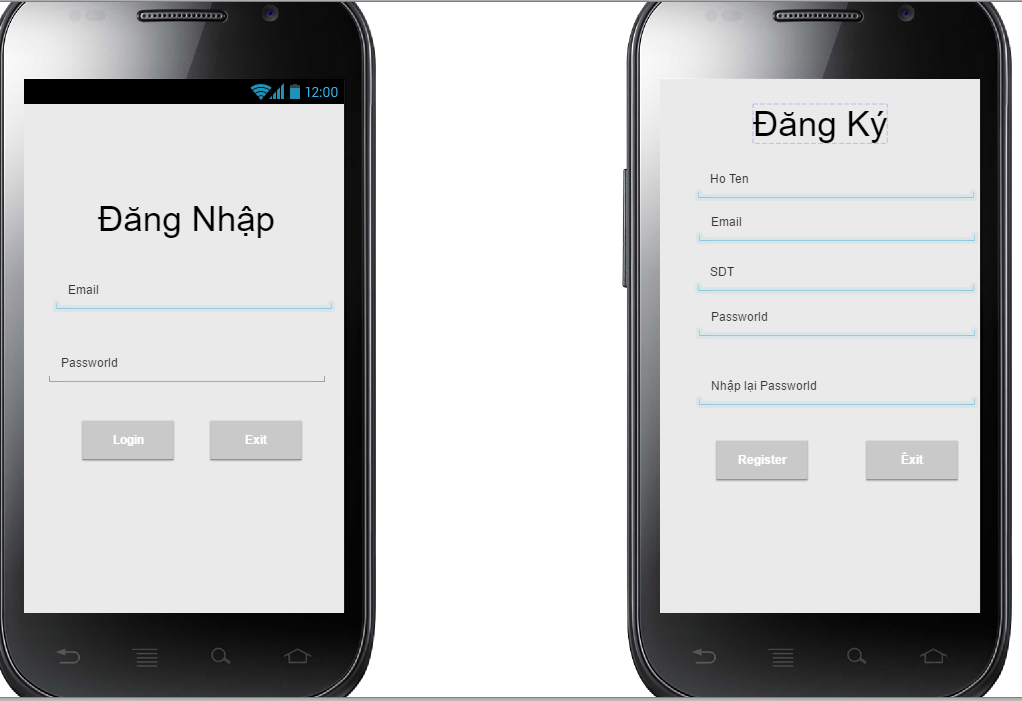 12:00
Đăng Nhập
Email
Passworld
Login Exit
Đăng Ký
Ho Ten
Email
SDT
Passworld
Nhập lại Passworld
Register Êxit